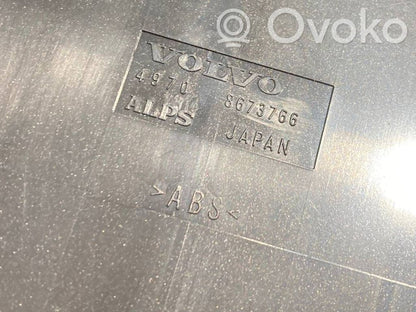 Ovoko
VOLVO
4970 8673766
ALPS JAPAN
>ABS<